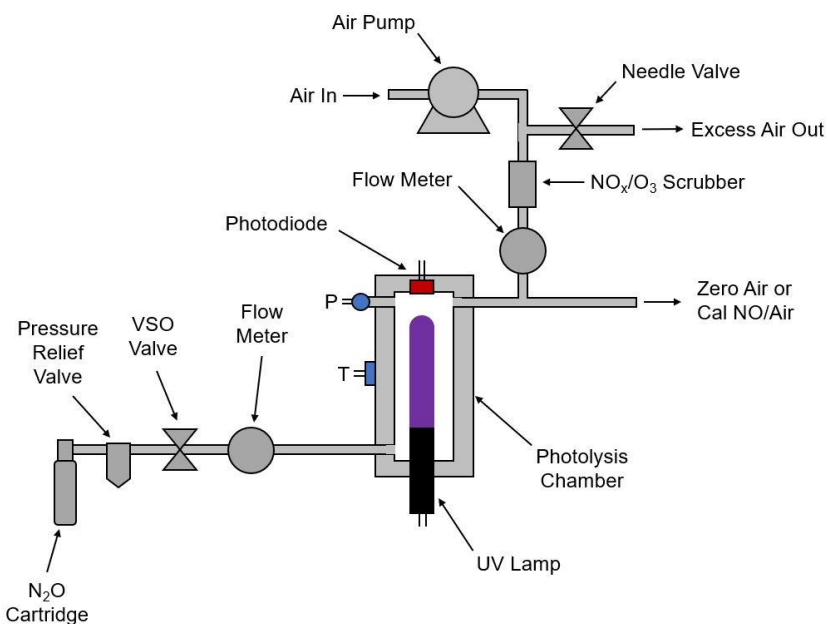 Air Pump
Needle Valve
Air In
Excess Air Out
Flow Meter
NOₓ/O₃ Scrubber
Photodiode
P
Zero Air or
Cal NO/Air
Pressure
Relief
Valve
VSO
Valve
Flow
Meter
T
Photolysis
Chamber
UV Lamp
N₂O
Cartridge